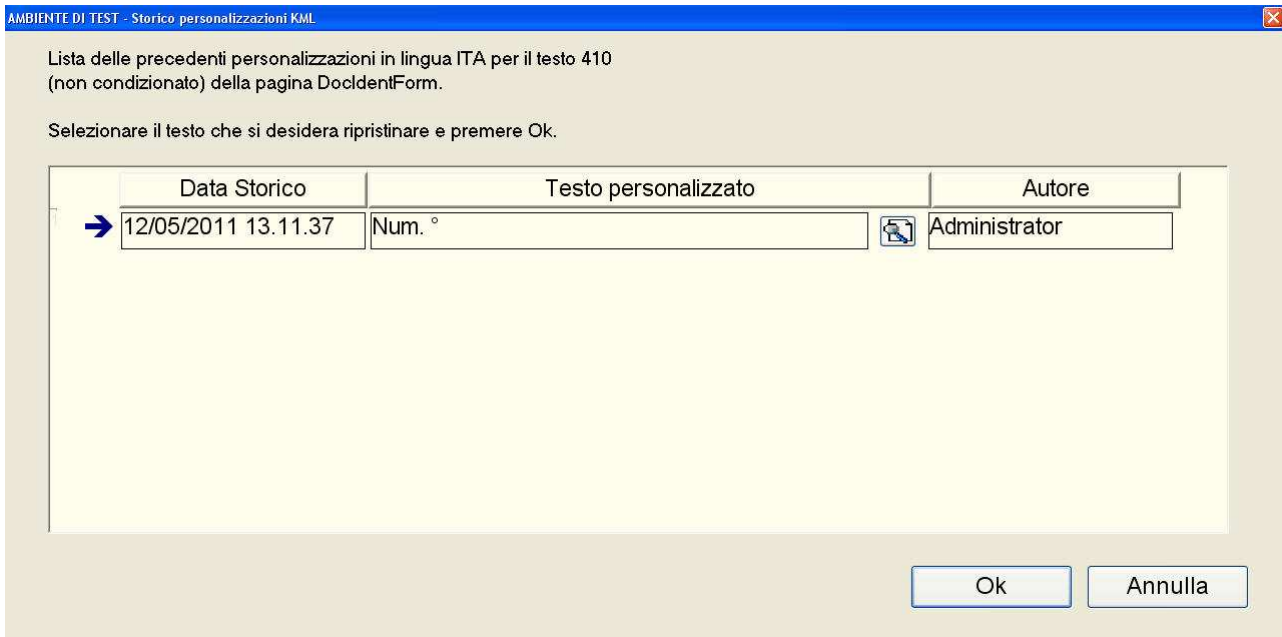 AMBIENTE DI TEST - Storico personalizzazioni KML
Lista delle precedenti personalizzazioni in lingua ITA per il testo 410
(non condizionato) della pagina DocIdentForm.
Selezionare il testo che si desidera ripristinare e premere Ok.
Data Storico Testo personalizzato Autore
12/05/2011 13.11.37 Num. ° Administrator
Ok Annulla